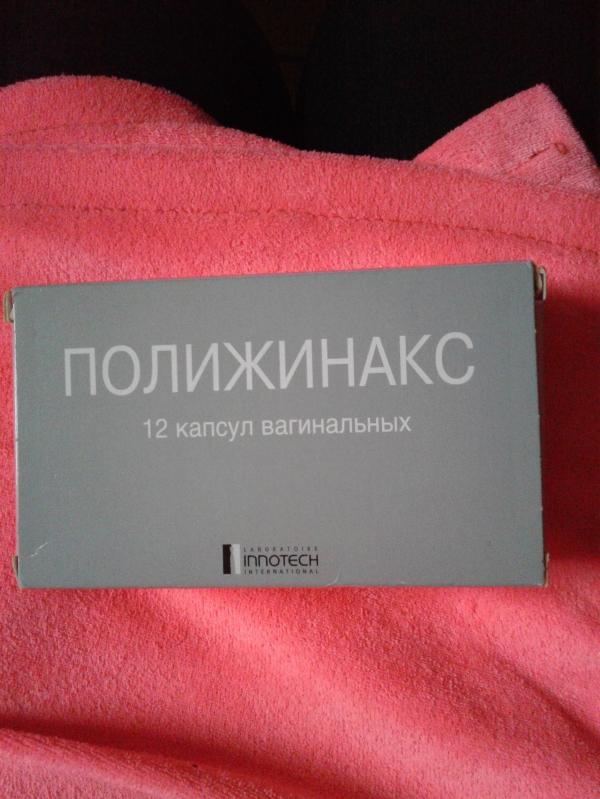 ПОЛИЖИНАКС
12 капсул вагинальных
LABORATOIRE
INNOTECH
INTERNATIONAL